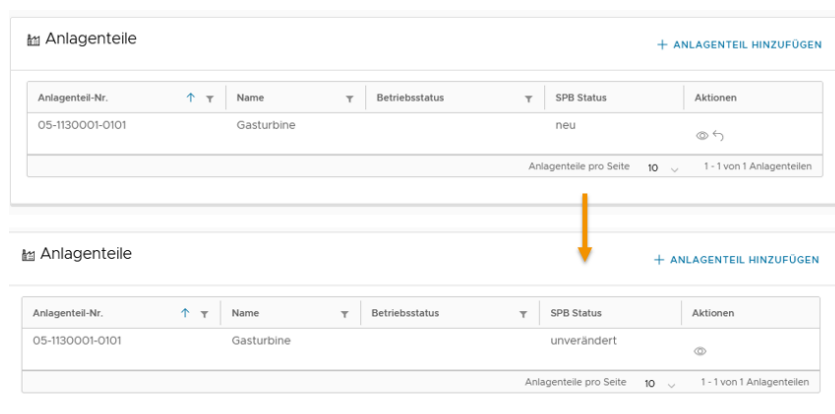 Anlagenteile
+ ANLAGENTEIL HINZUFÜGEN
Anlagenteil-Nr. Name Betriebsstatus SPB Status Aktionen
05-1130001-0101 Gasturbine neu
Anlagenteile pro Seite 10 1 - 1 von 1 Anlagenteilen
Anlagenteile
+ ANLAGENTEIL HINZUFÜGEN
Anlagenteil-Nr. Name Betriebsstatus SPB Status Aktionen
05-1130001-0101 Gasturbine unverändert
Anlagenteile pro Seite 10 1 - 1 von 1 Anlagenteilen